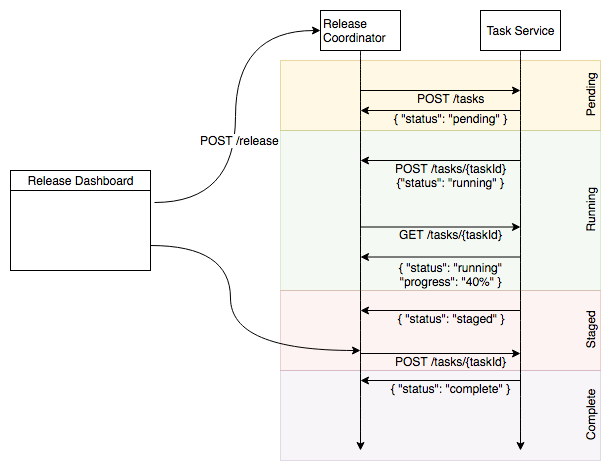 Release
Coordinator
Task Service
POST /tasks
{ "status": "pending" }
Pending
POST /release
POST /tasks/{taskId}
{"status": "running"
Running
Release Dashboard
GET /tasks/{taskId}
{ "status": "running"
"progress": "40%" }
{ "status": "staged" }
Staged
POST /tasks/{taskId}
{ "status": "complete" }
Complete